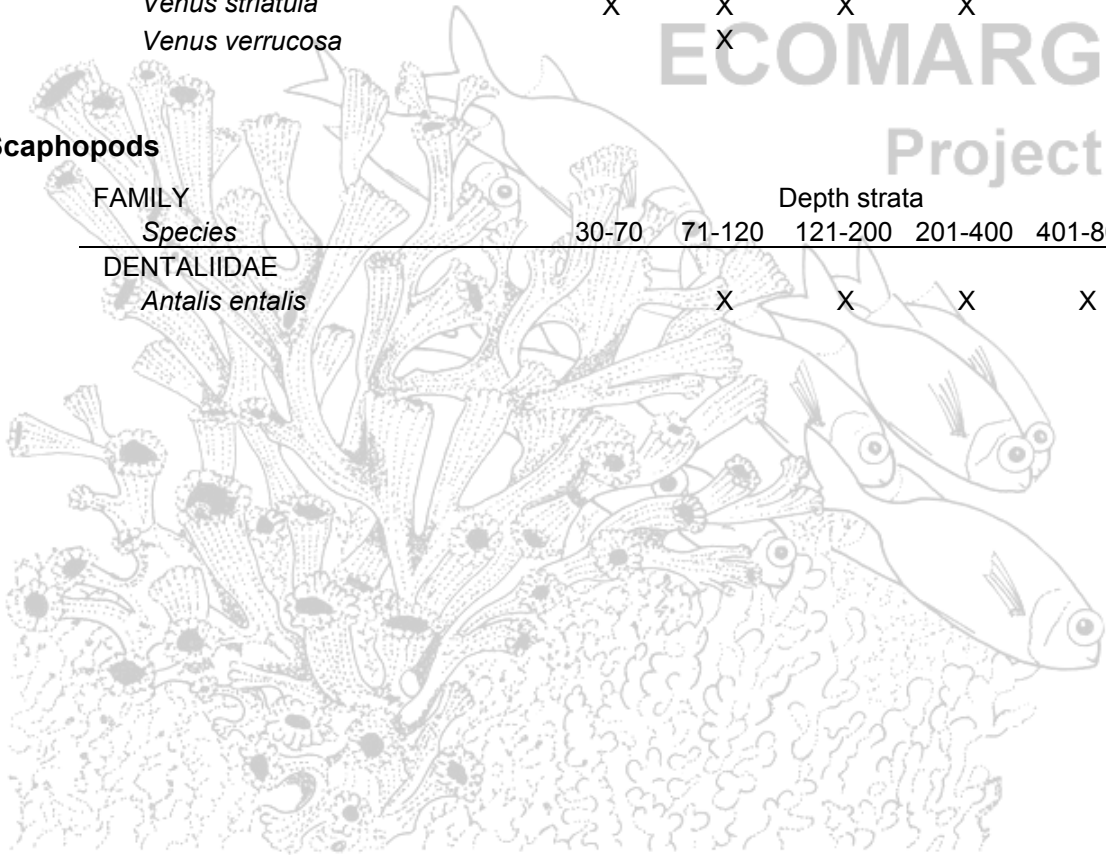 Venus striatula X X X X
Venus verrucosa X
ECOMARG
Project
Scaphopods
FAMILY Depth strata
Species 30-70 71-120 121-200 201-400
DENTALIIDAE
Antalis entalis X X X X